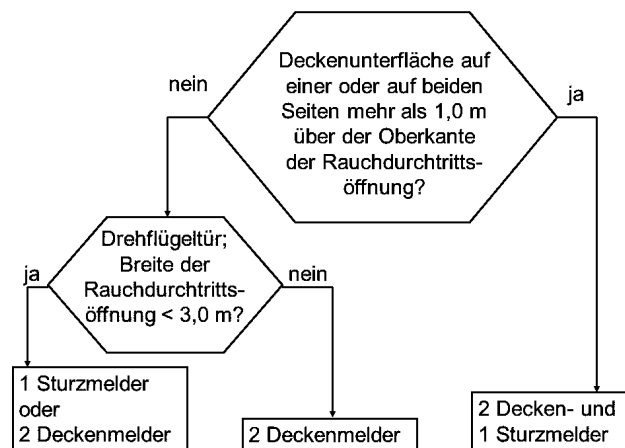 Deckenunterfläche auf
einer oder auf beiden
Seiten mehr als 1,0 m
über der Oberkante
der Rauchdurchtritts-
öffnung?
nein
ja
Drehflügeltür;
Breite der
Rauchdurchtritts-
öffnung < 3,0 m?
ja
nein
1 Sturzmelder
oder
2 Deckenmelder
2 Deckenmelder
2 Decken- und
1 Sturzmelder